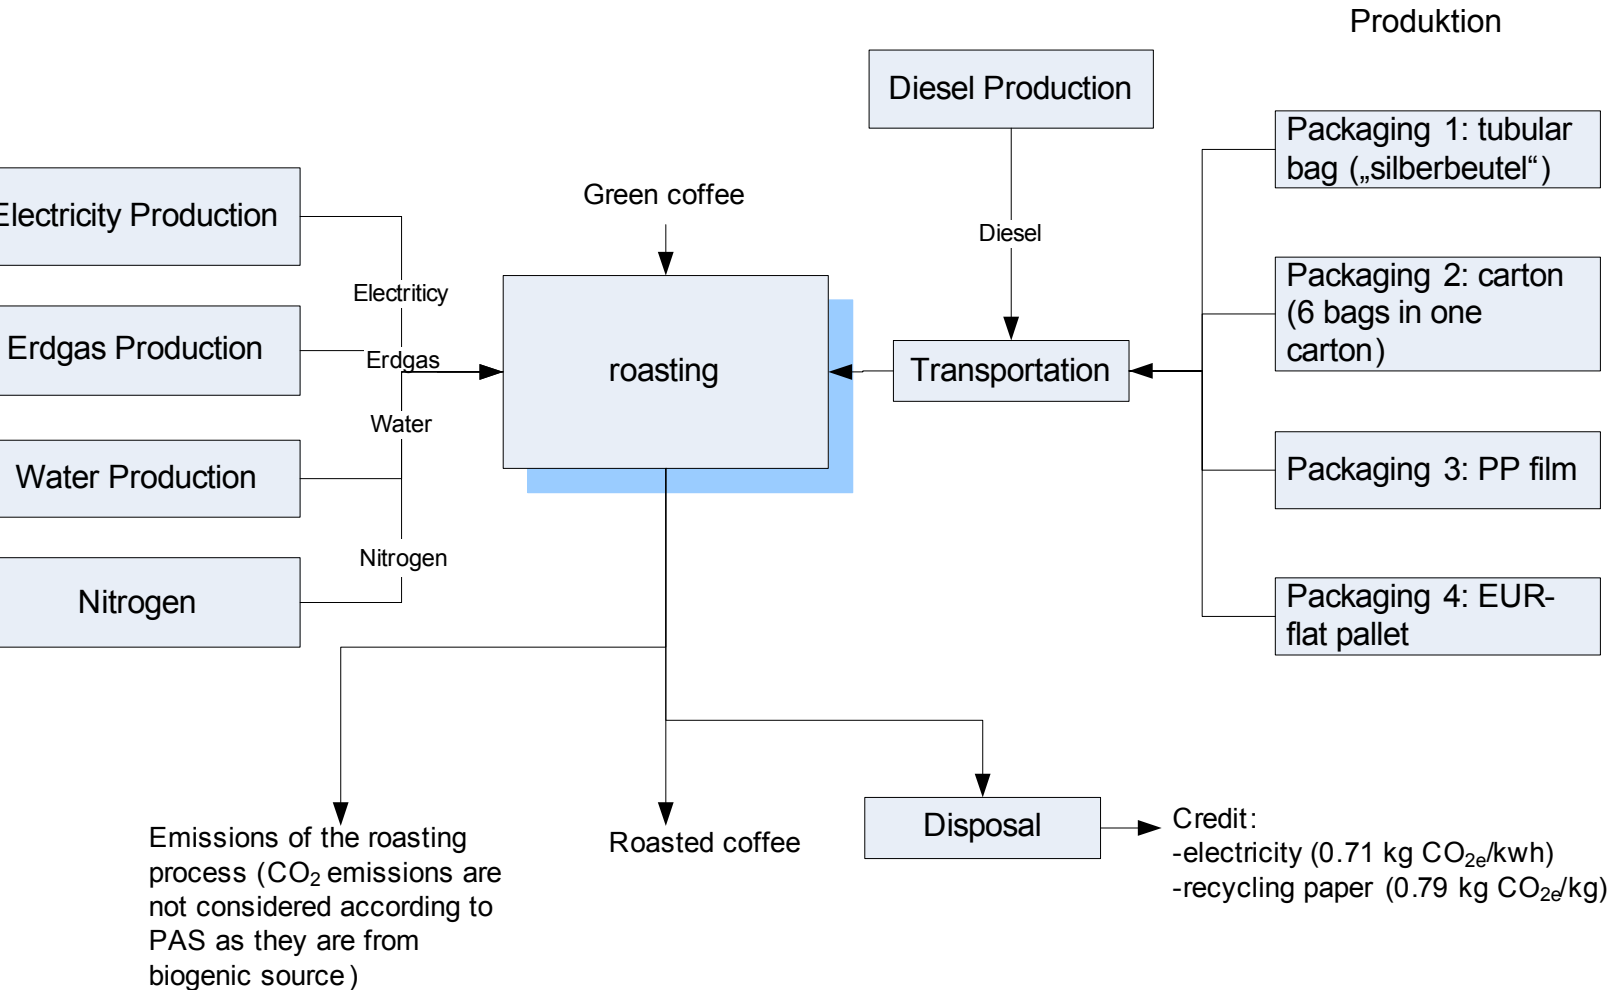 Produktion
Diesel Production
Packaging 1: tubular
bag („silberbeutel“)
Electricity Production
Green coffee
Diesel
Packaging 2: carton
(6 bags in one
carton)
Electriticy
Erdgas Production
Erdgas
roasting
Transportation
Water
Water Production
Packaging 3: PP film
Nitrogen
Nitrogen
Packaging 4: EUR-
flat pallet
Emissions of the roasting
process (CO2 emissions are
not considered according to
PAS as they are from
biogenic source)
Roasted coffee
Disposal
Credit:
-electricity (0.71 kg CO2e/kwh)
-recycling paper (0.79 kg CO2e/kg)